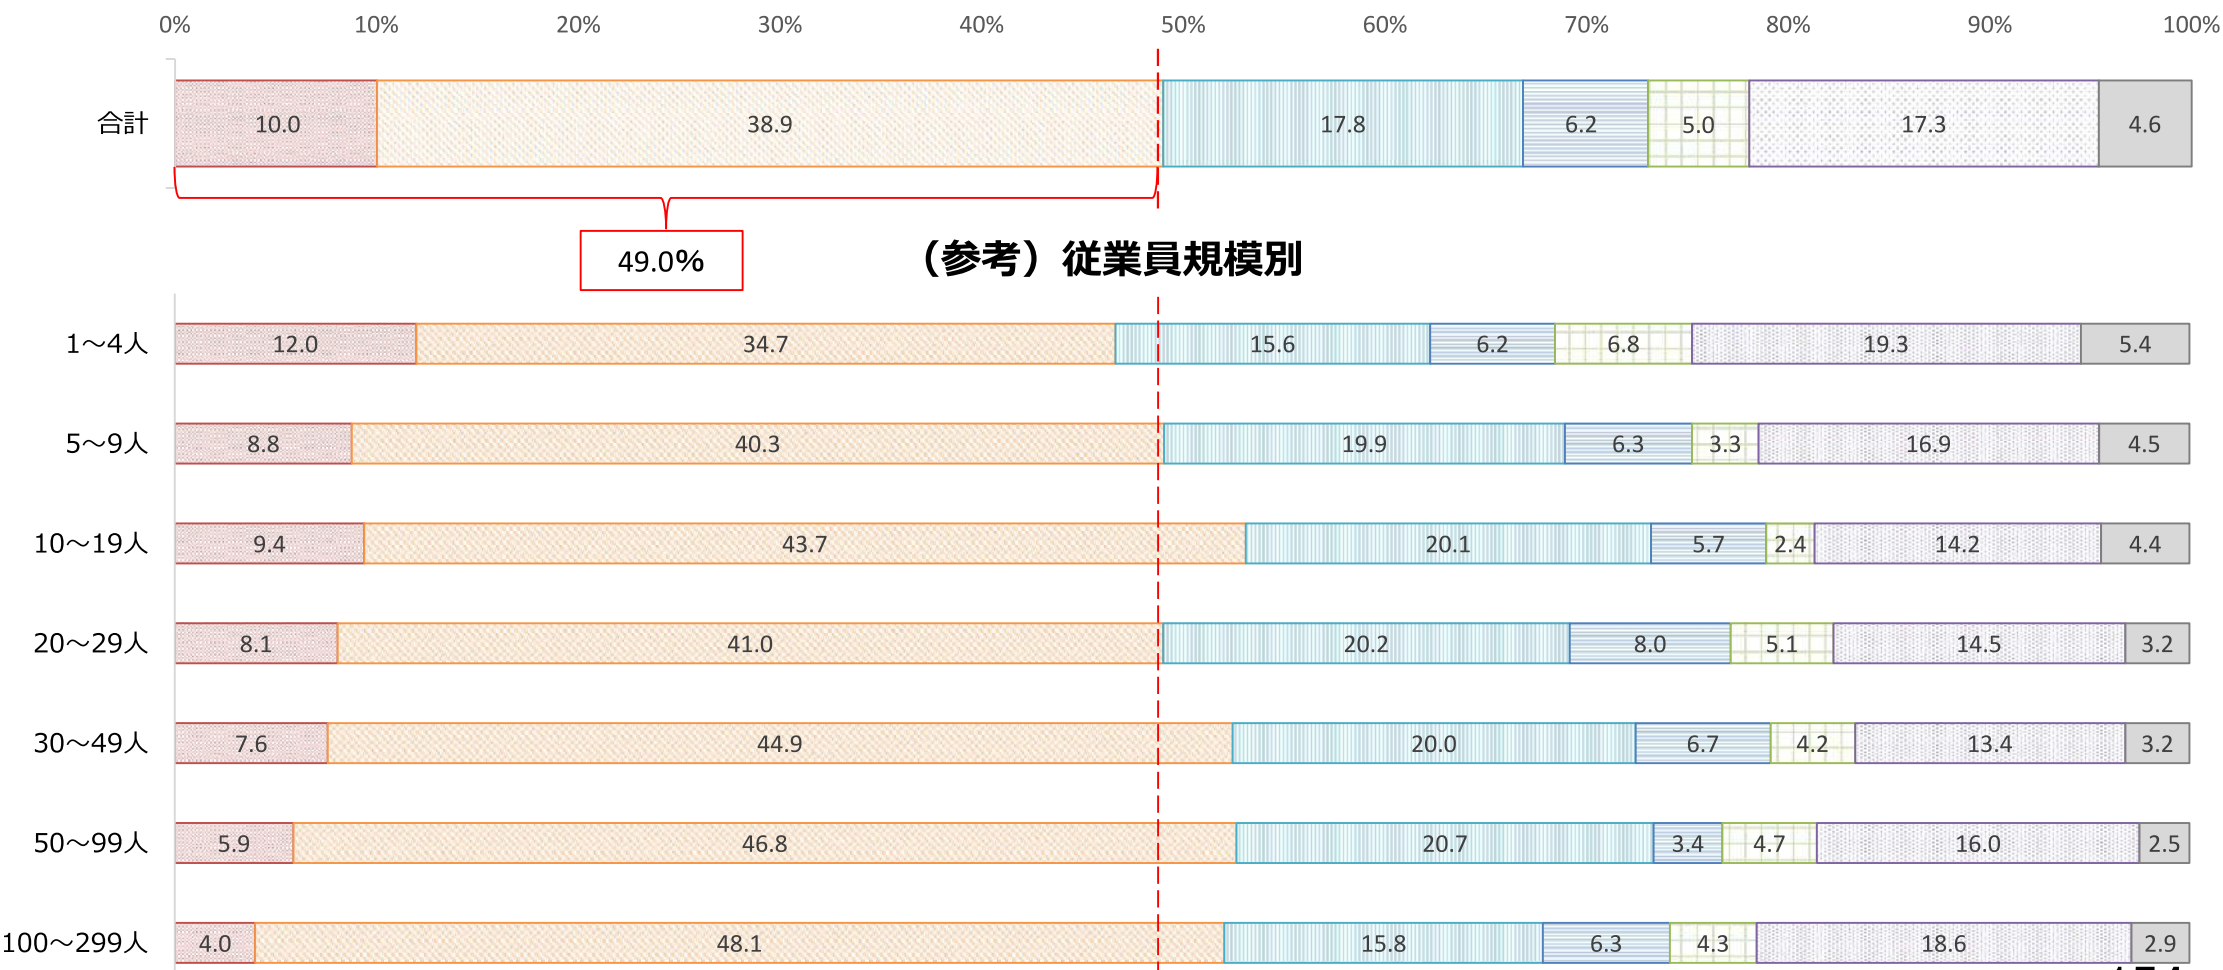 0% 10% 20% 30% 40% 50% 60% 70% 80% 90% 100%
合計 10.0 38.9 17.8 6.2 5.0 17.3 4.6
49.0%
（参考）従業員規模別
1～4人 12.0 34.7 15.6 6.2 6.8 19.3 5.4
5～9人 8.8 40.3 19.9 6.3 3.3 16.9 4.5
10～19人 9.4 43.7 20.1 5.7 2.4 14.2 4.4
20～29人 8.1 41.0 20.2 8.0 5.1 14.5 3.2
30～49人 7.6 44.9 20.0 6.7 4.2 13.4 3.2
50～99人 5.9 46.8 20.7 3.4 4.7 16.0 2.5
100～299人 4.0 48.1 15.8 6.3 4.3 18.6 2.9